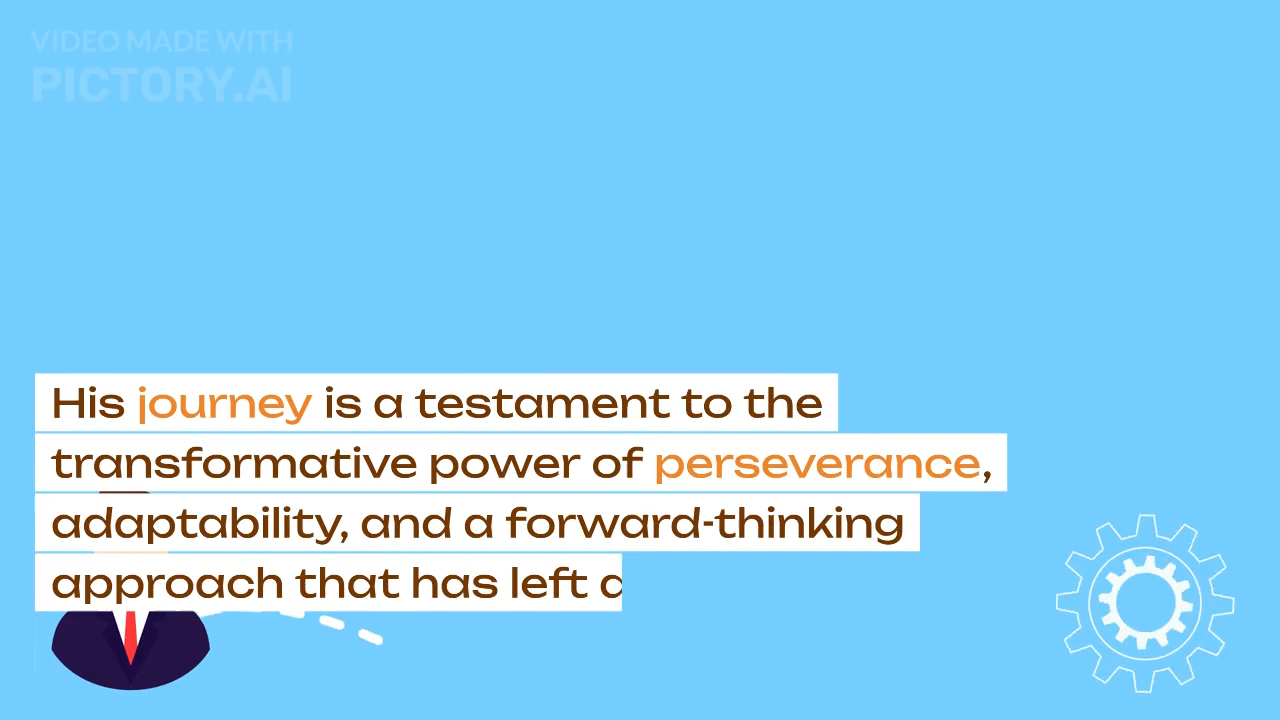 VIDEO MADE WITH
PICTORY.AI
His journey is a testament to the
transformative power of perseverance,
adaptability, and a forward-thinking
approach that has left